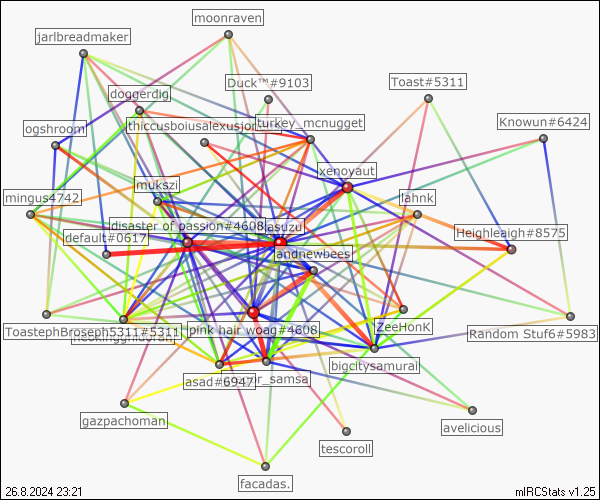 moonraven
jarlbreadmaker
Duck™#9103
Toast#5311
doggerdig
Knowun#6424
ogshroom
thiccusboiusalexusjon
turkey_mcnugget
xenoyaut
mukszi
mingus4742
lahnk
disaster of passion#4608
asuzu
Heighleaigh#8575
default#0617
andnewbees
ToastephBroseph5311#5311
pink hair woag#4608
ZeeHonK
Random Stuf6#5983
bigcitysamurai
asad#6947
r_samsa
gazpachoman
avelicious
tescoroll
facadas.
26.8.2024 23:21
mIRCStats v1.25